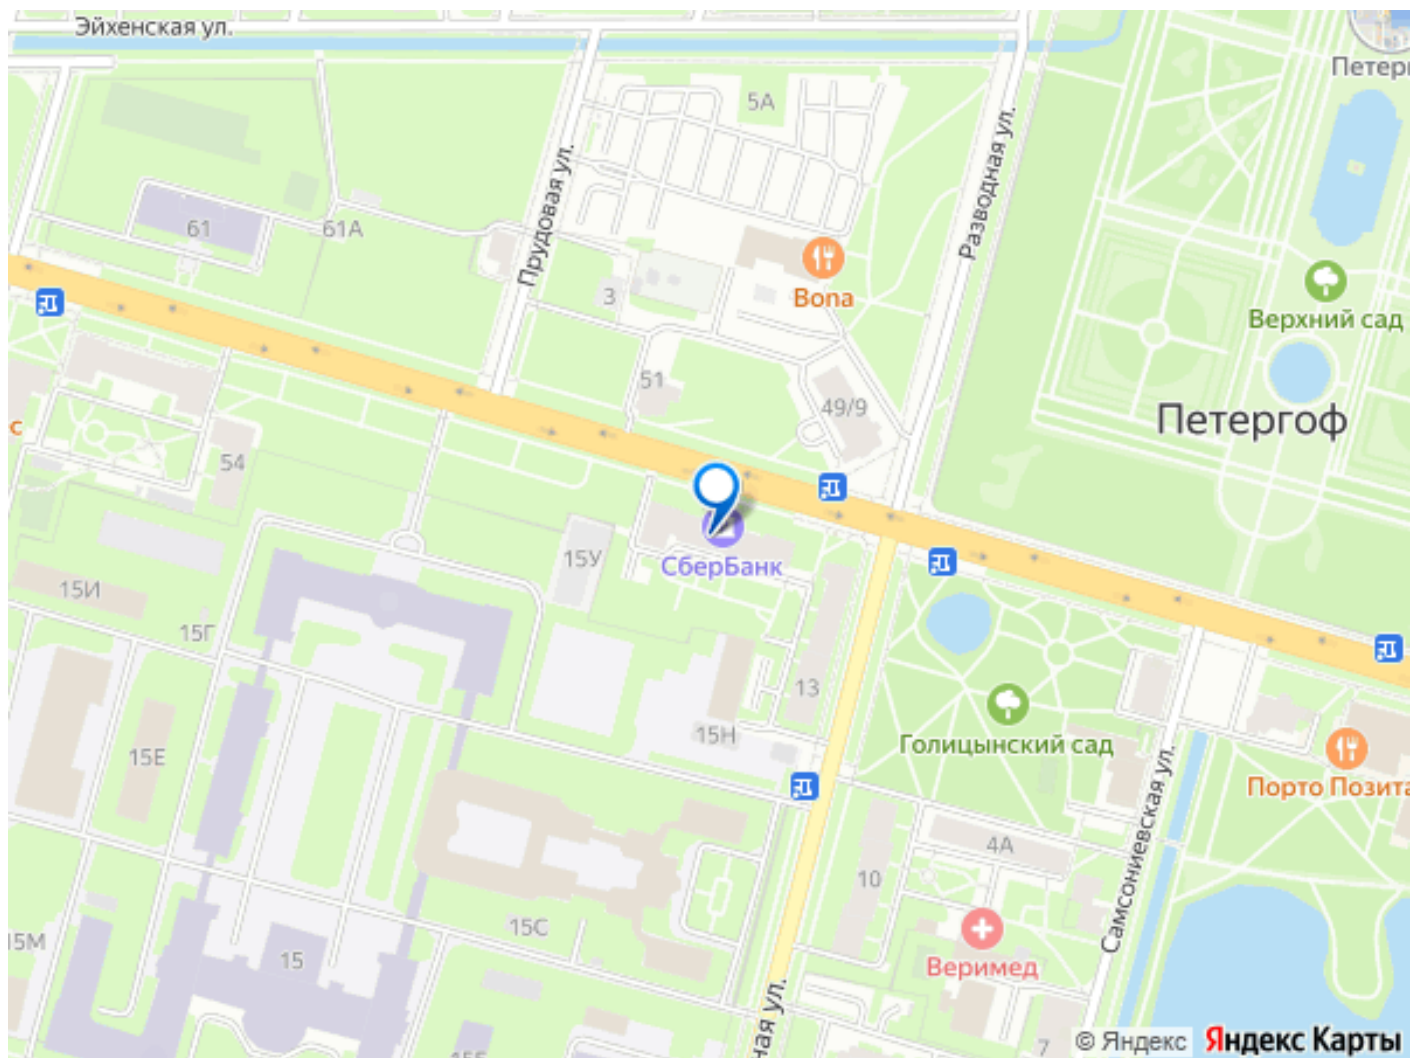 Эйхенская ул.
Петерг
5А
Разводная ул.
Прудовая ул.
61
61А
Bona
3
Верхний сад
51
49/9
Петергоф
с
54
15У
СберБанк
15И
15Г
13
15Н
Голицынский сад
15Е
Порто Позита
Самсониевская ул.
4А
10
15С
15М
15
Веримед
ная ул.
7
15Б
© Яндекс
Яндекс Карты